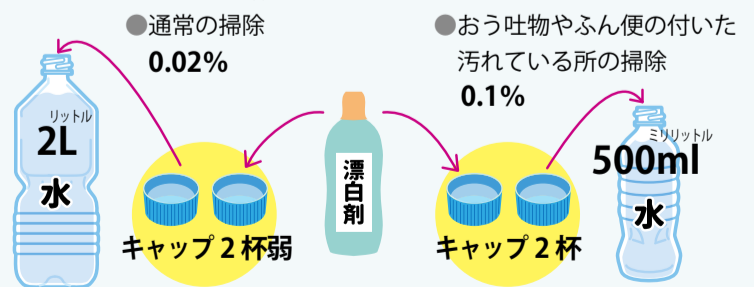 ●通常の掃除
0.02%
●おう吐物やふん便の付いた
汚れている所の掃除
0.1%
リットル
2L
水
キャップ2杯弱
漂白剤
キャップ2杯
ミリリットル
500ml
水